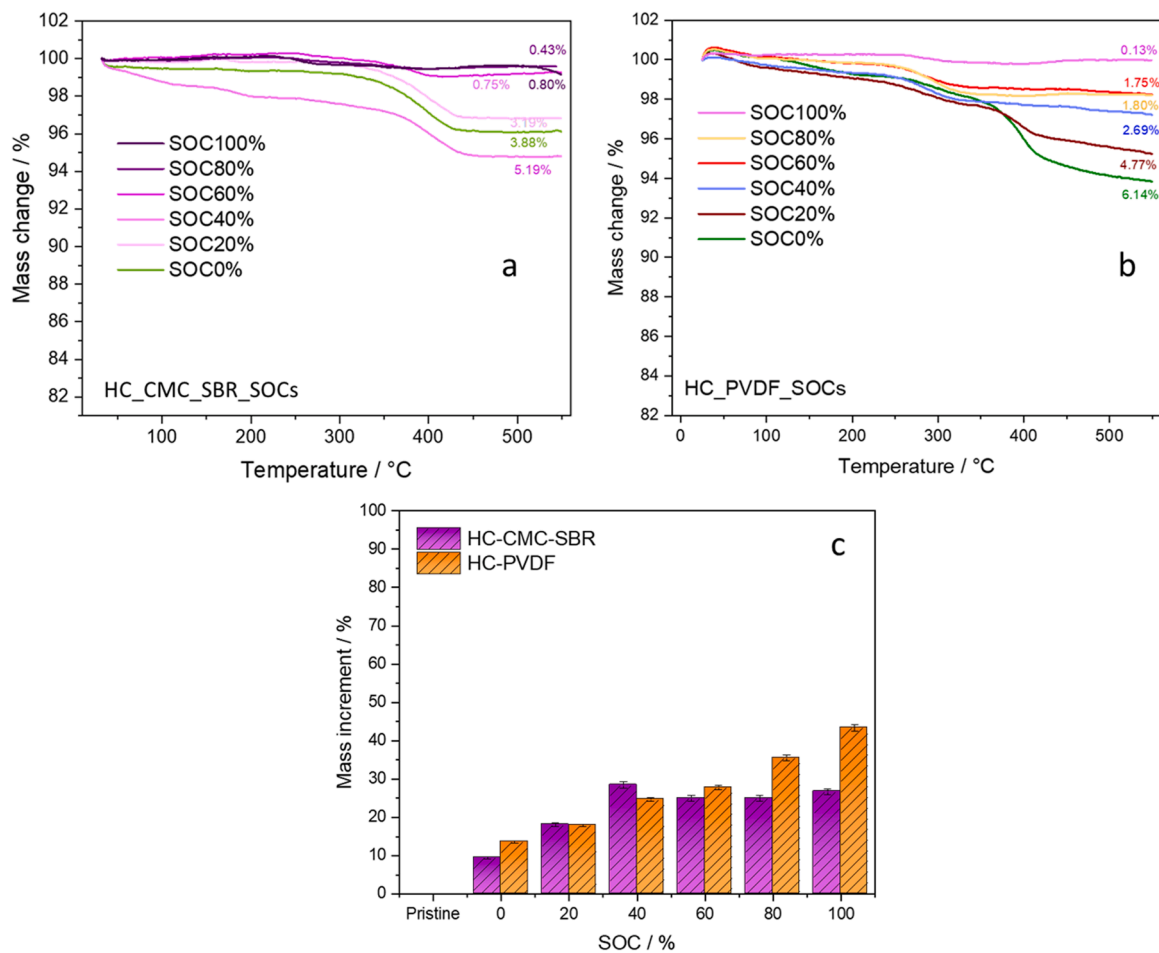 102
100
98
96
94
92
90
88
86
84
82
Mass change / %
0.43%
0.75%
0.80%
3.19%
3.88%
5.19%
SOC100%
SOC80%
SOC60%
SOC40%
SOC20%
SOC0%
a
HC_CMC_SBR_SOCs
100
200
300
400
500
Temperature / °C
102
100
98
96
94
92
90
88
86
84
82
Mass change / %
0.13%
1.75%
1.80%
2.69%
4.77%
6.14%
SOC100%
SOC80%
SOC60%
SOC40%
SOC20%
SOC0%
b
HC_PVDF_SOCs
0
100
200
300
400
500
Temperature / °C
100
90
80
70
60
50
40
30
20
10
0
Mass increment / %
HC-CMC-SBR
HC-PVDF
c
Pristine
0
20
40
60
80
100
SOC / %